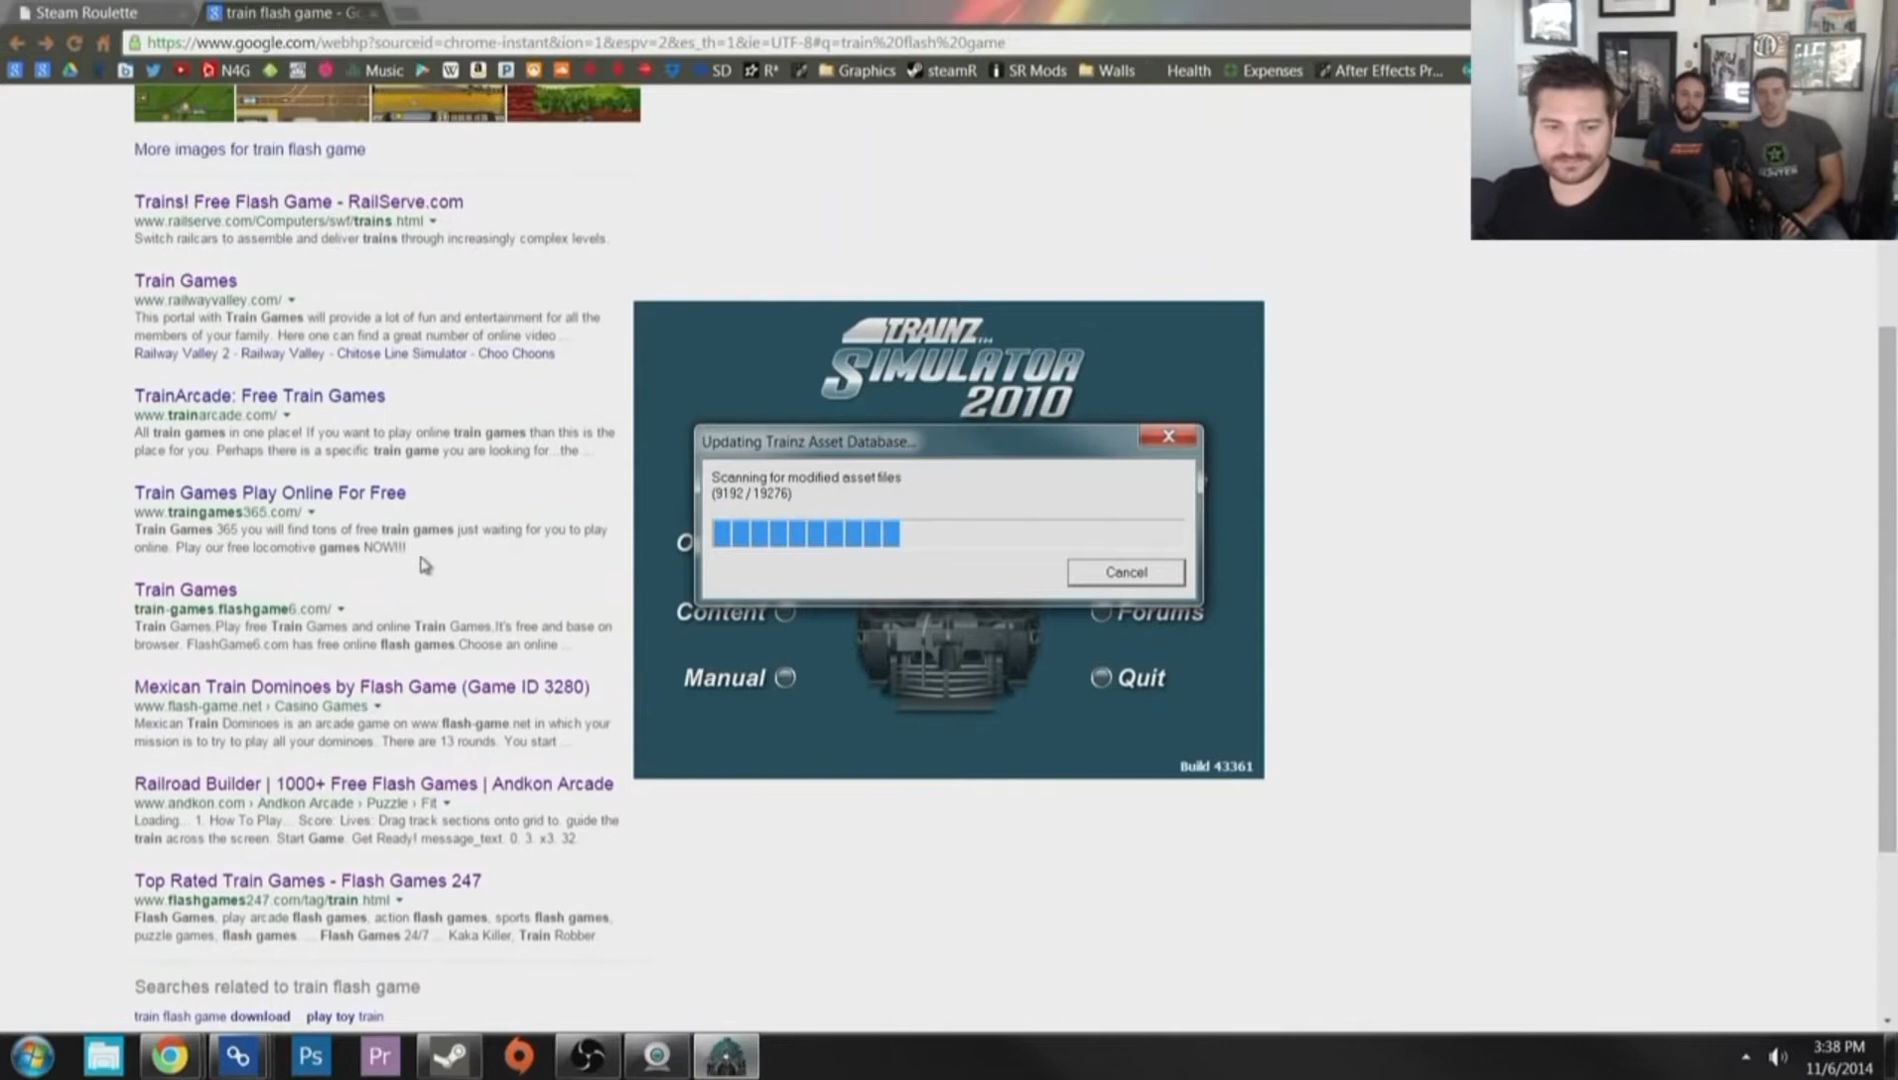 Steam Roulette
train flash game - Go
https://www.google.com/webhp?sourceid=chrome-instant&ion=1&espv=2&es_th=1&ie=UTF-8#q=train%20flash%20game
N4G Music SD R* Graphics steamR SR Mods Walls Health Expenses After Effects Pr...
More images for train flash game
Trains! Free Flash Game - RailServe.com
www.railserve.com/Computers/swf/trains.html
Switch railcars to assemble and deliver trains through increasingly complex levels.
Train Games
www.railwayvalley.com/
This portal with Train Games will provide a lot of fun and entertainment for all the
members of your family. Here one can find a great number of online video ...
Railway Valley 2 - Railway Valley - Chitose Line Simulator - Choo Choons
TrainArcade: Free Train Games
www.trainarcade.com/
All train games in one place! If you want to play online train games than this is the
place for you. Perhaps there is a specific train game you are looking for...the ...
Train Games Play Online For Free
www.traingames365.com/
Train Games 365 you will find tons of free train games just waiting for you to play
online. Play our free locomotive games NOW!!!
Train Games
train-games.flashgame6.com/
Train Games.Play free Train Games and online Train Games.It's free and base on
browser. FlashGame6.com has free online flash games.Choose an online ...
Mexican Train Dominoes by Flash Game (Game ID 3280)
www.flash-game.net › Casino Games
Mexican Train Dominoes is an arcade game on www.flash-game.net in which your
mission is to try to play all your dominoes. There are 13 rounds. You start ...
Railroad Builder | 1000+ Free Flash Games | Andkon Arcade
www.andkon.com › Andkon Arcade › Puzzle › Fit
Loading... 1. How To Play... Score: Lives: Drag track sections onto grid to. guide the
train across the screen. Start Game. Get Ready! message_text. 0. 3. x3. 32.
Top Rated Train Games - Flash Games 247
www.flashgames247.com/tag/train.html
Flash Games, play arcade flash games, action flash games, sports flash games,
puzzle games, flash games ... Flash Games 24/7 ... Kaka Killer, Train Robber
Searches related to train flash game
train flash game download play toy train
TRAINZ
SIMULATOR
2010
Updating Trainz Asset Database...
Scanning for modified asset files
(9192 / 19276)
Cancel
O
Content Forums
Manual Quit
Build 43361
Ps Pr
3:38 PM
11/6/2014